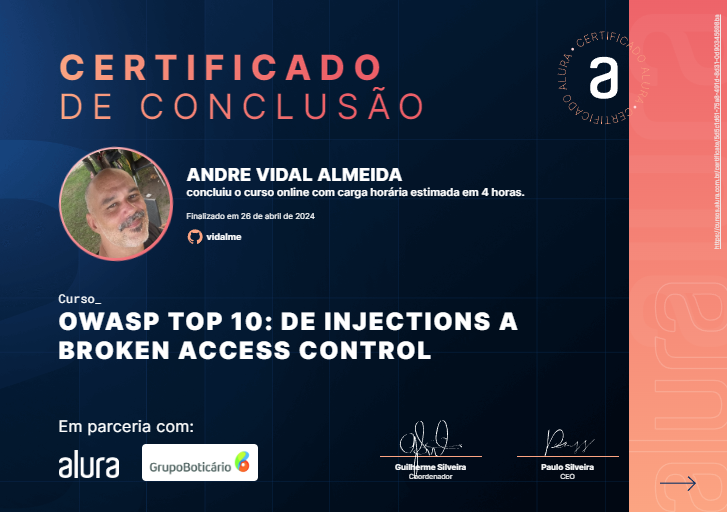 CERTIFICADO
DE CONCLUSÃO
CERTIFICADO ALURA • CERTIFICADO ALURA •
a
ANDRE VIDAL ALMEIDA
concluiu o curso online com carga horária estimada em 4 horas.
Finalizado em 26 de abril de 2024
vidalme
Curso_
OWASP TOP 10: DE INJECTIONS A
BROKEN ACCESS CONTROL
Em parceria com:
alura
GrupoBoticário
Guilherme Silveira
Coordenador
Paulo Silveira
CEO
alura